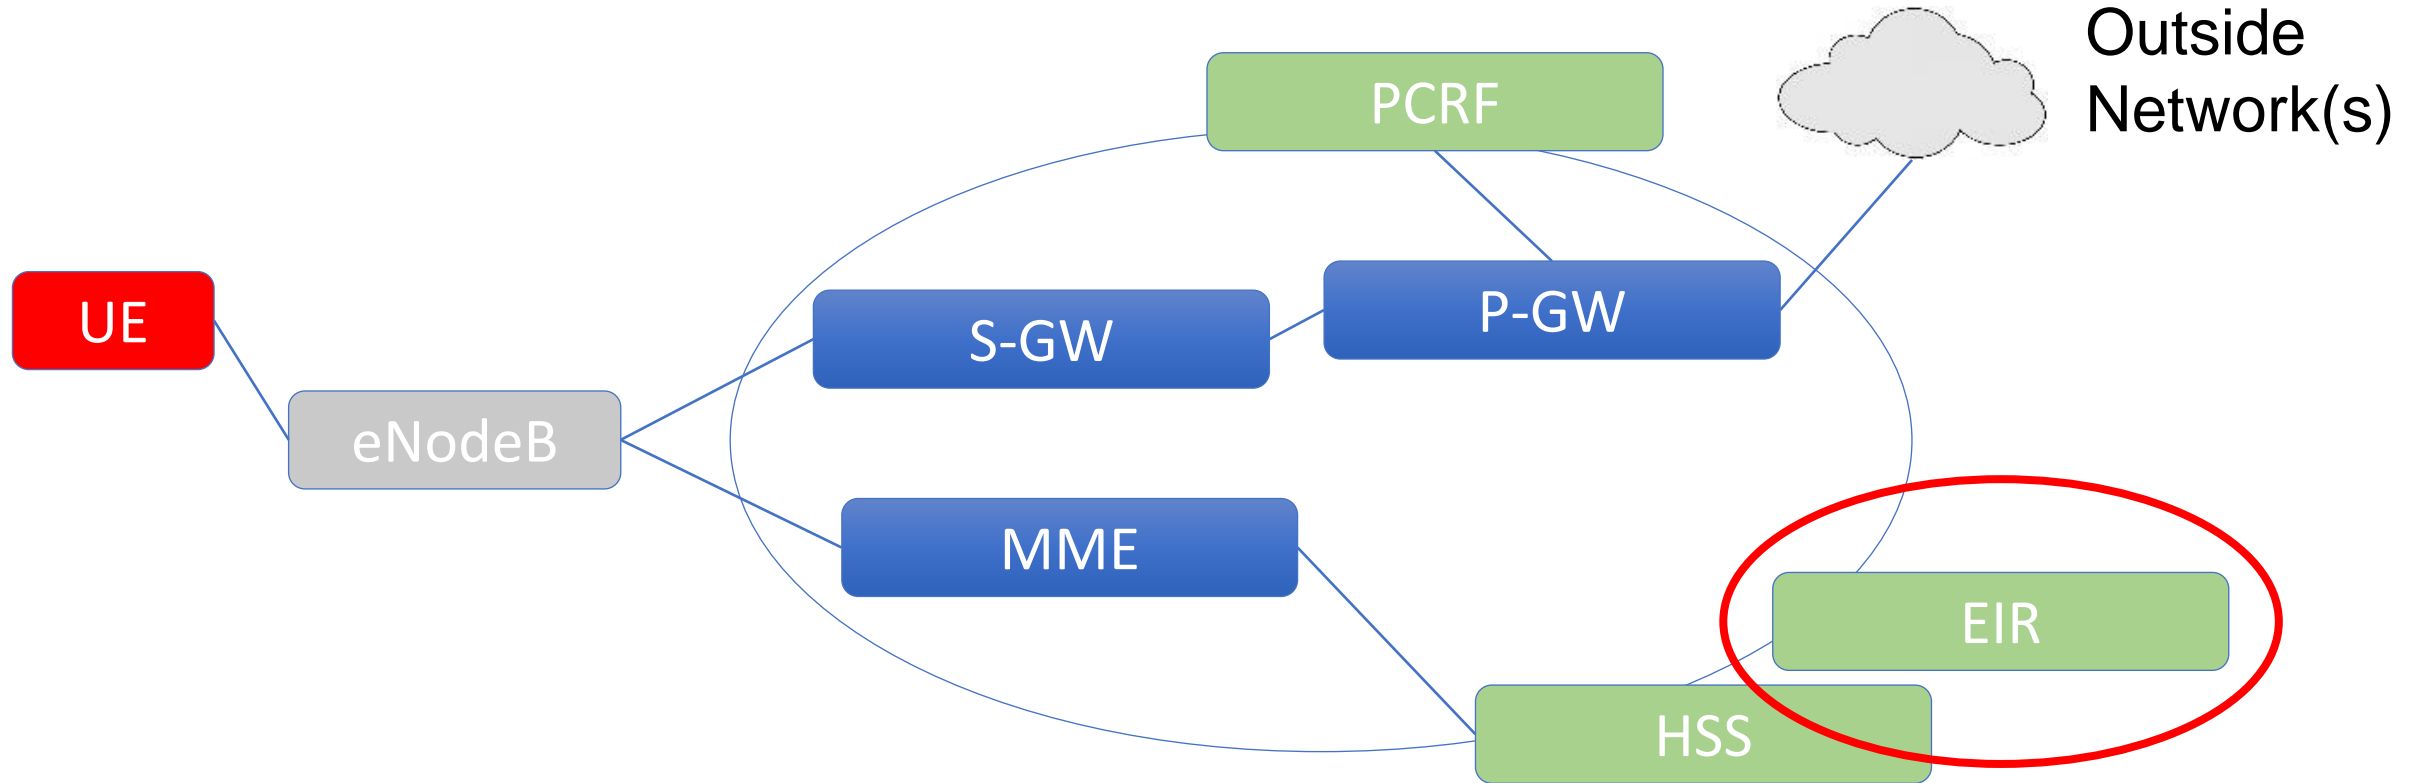 Outside
Network(s)
PCRF
P-GW
UE
S-GW
eNodeB
MME
EIR
HSS